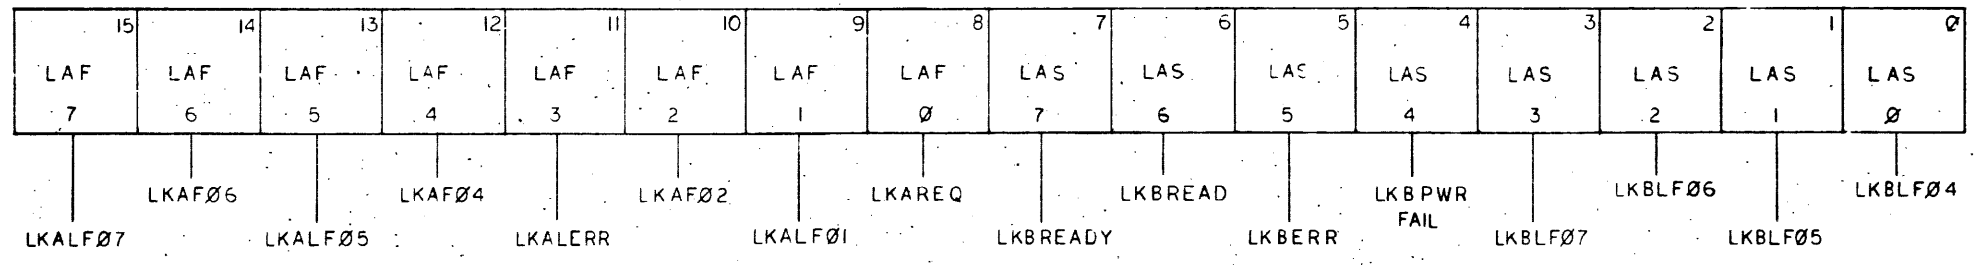 15 14 13 12 11 10 9 8 7 6 5 4 3 2 1 Ø
LAF LAF LAF LAF LAF LAF LAF LAF LAS LAS LAS LAS LAS LAS LAS LAS
7 6 5 4 3 2 1 Ø 7 6 5 4 3 2 1 Ø
LKAFØ6 LKAFØ4 LKAFØ2 LKAREQ LKBREAD LKBPWR LKBLFØ6 LKBLFØ4
FAIL
LKALFØ7 LKALFØ5 LKALERR LKALFØ1 LKBREADY LKBERR LKBLFØ7 LKBLFØ5